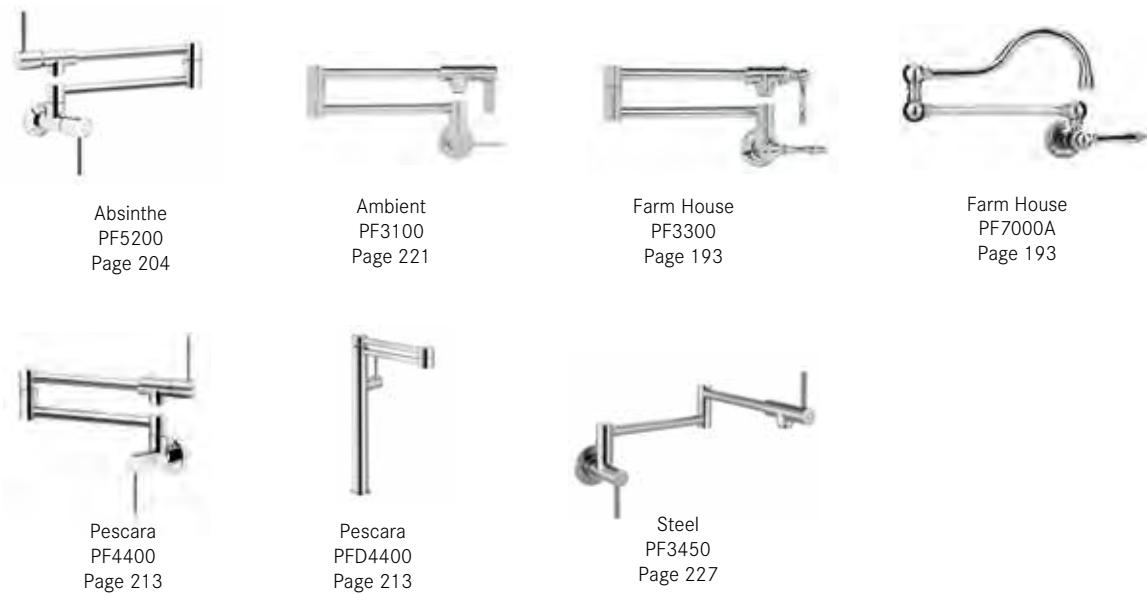 Absinthe
PF5200
Page 204
Ambient
PF3100
Page 221
Farm House
PF3300
Page 193
Farm House
PF7000A
Page 193
Pescara
PF4400
Page 213
Pescara
PFD4400
Page 213
Steel
PF3450
Page 227